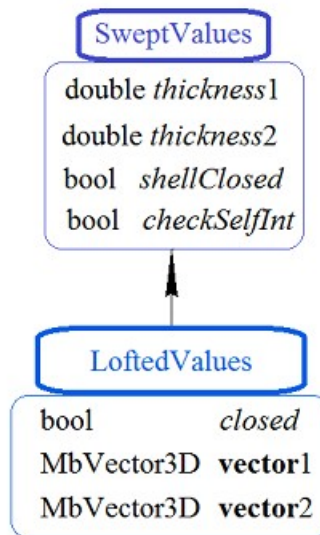 SweptValues
double thickness1
double thickness2
bool shellClosed
bool checkSelfInt
LoftedValues
bool closed
MbVector3D vector1
MbVector3D vector2